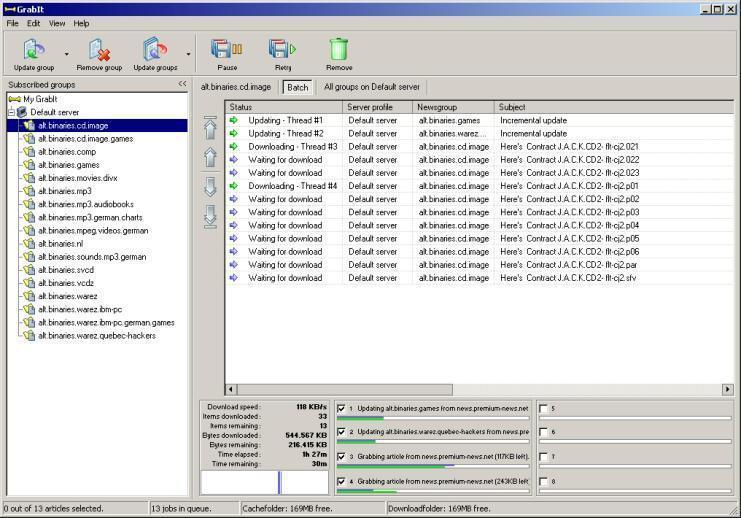 GrabIt
File Edit View Help
Update group Remove group Update groups Pause Retry Remove
Subscribed groups <<
alt.binaries.cd.image Batch All groups on Default server
My GrabIt
Default server
alt.binaries.cd.image
alt.binaries.cd.image.games
alt.binaries.comp
alt.binaries.games
alt.binaries.movies.divx
alt.binaries.mp3
alt.binaries.mp3.audiobooks
alt.binaries.mp3.german.charts
alt.binaries.mpeg.videos.german
alt.binaries.nl
alt.binaries.sounds.mp3.german
alt.binaries.svcd
alt.binaries.vcdz
alt.binaries.warez
alt.binaries.warez.ibm-pc
alt.binaries.warez.ibm-pc.german.games
alt.binaries.warez.quebec-hackers
Status Server profile Newsgroup Subject
Updating - Thread #1 Default server alt.binaries.games Incremental update
Updating - Thread #2 Default server alt.binaries.warez.... Incremental update
Downloading - Thread #3 Default server alt.binaries.cd.image Here's Contract J.A.C.K.CD2- flt-cj2.021
Waiting for download Default server alt.binaries.cd.image Here's Contract J.A.C.K.CD2- flt-cj2.022
Waiting for download Default server alt.binaries.cd.image Here's Contract J.A.C.K.CD2- flt-cj2.023
Downloading - Thread #4 Default server alt.binaries.cd.image Here's Contract J.A.C.K.CD2- flt-cj2.p01
Waiting for download Default server alt.binaries.cd.image Here's Contract J.A.C.K.CD2- flt-cj2.p02
Waiting for download Default server alt.binaries.cd.image Here's Contract J.A.C.K.CD2- flt-cj2.p03
Waiting for download Default server alt.binaries.cd.image Here's Contract J.A.C.K.CD2- flt-cj2.p04
Waiting for download Default server alt.binaries.cd.image Here's Contract J.A.C.K.CD2- flt-cj2.p05
Waiting for download Default server alt.binaries.cd.image Here's Contract J.A.C.K.CD2- flt-cj2.p06
Waiting for download Default server alt.binaries.cd.image Here's Contract J.A.C.K.CD2- flt-cj2.par
Waiting for download Default server alt.binaries.cd.image Here's Contract J.A.C.K.CD2- flt-cj2.sfv
Download speed: 118 KB/s
Items downloaded: 33
Items remaining: 13
Bytes downloaded: 544.567 KB
Bytes remaining: 216.415 KB
Time elapsed: 1h 27m
Time remaining: 30m
1 Updating alt.binaries.games from news.premium-news.net
2 Updating alt.binaries.warez.quebec-hackers from news.pre
3 Grabbing article from news.premium-news.net (117KB left).
4 Grabbing article from news.premium-news.net (243KB left).
5
6
7
8
0 out of 13 articles selected. 13 jobs in queue. Cachefolder: 169MB free. Downloadfolder: 169MB free.